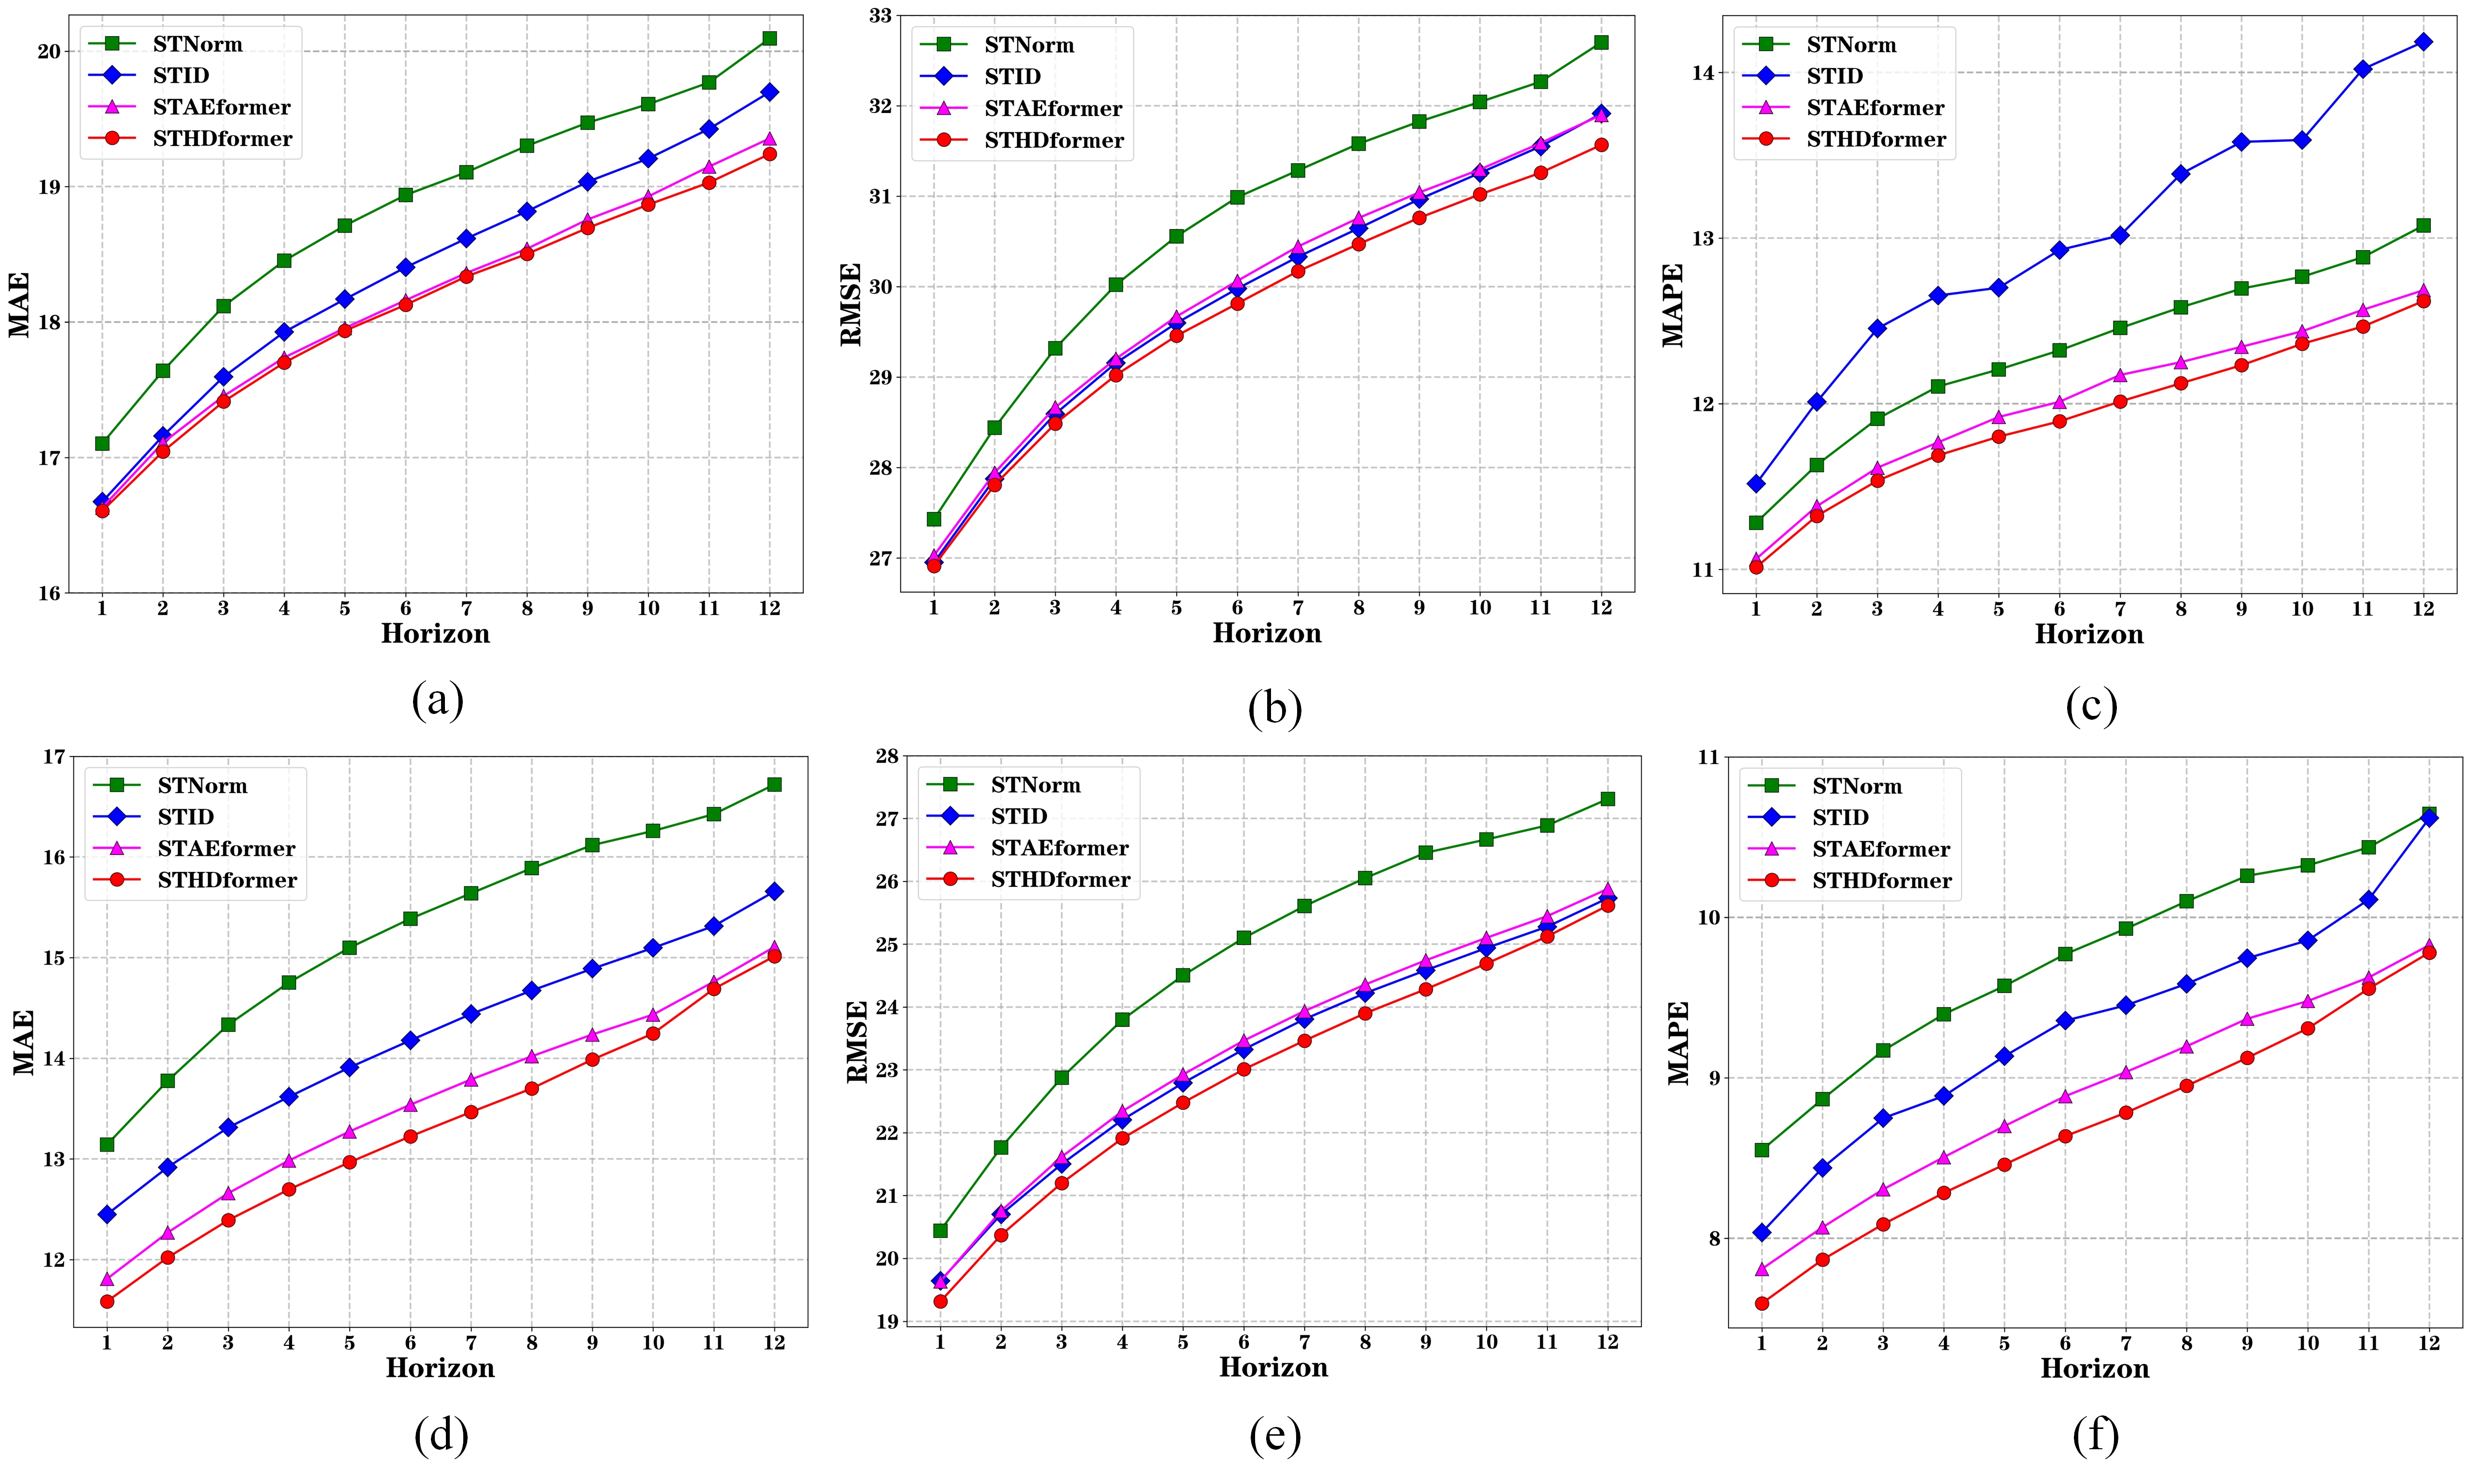 STNorm
STID
STAEformer
STHDformer
20
19
18
17
16
MAE
1 2 3 4 5 6 7 8 9 10 11 12
Horizon
(a)
STNorm
STID
STAEformer
STHDformer
33
32
31
30
29
28
27
RMSE
1 2 3 4 5 6 7 8 9 10 11 12
Horizon
(b)
STNorm
STID
STAEformer
STHDformer
14
13
12
11
MAPE
1 2 3 4 5 6 7 8 9 10 11 12
Horizon
(c)
STNorm
STID
STAEformer
STHDformer
17
16
15
14
13
12
MAE
1 2 3 4 5 6 7 8 9 10 11 12
Horizon
(d)
STNorm
STID
STAEformer
STHDformer
28
27
26
25
24
23
22
21
20
19
RMSE
1 2 3 4 5 6 7 8 9 10 11 12
Horizon
(e)
STNorm
STID
STAEformer
STHDformer
11
10
9
8
MAPE
1 2 3 4 5 6 7 8 9 10 11 12
Horizon
(f)